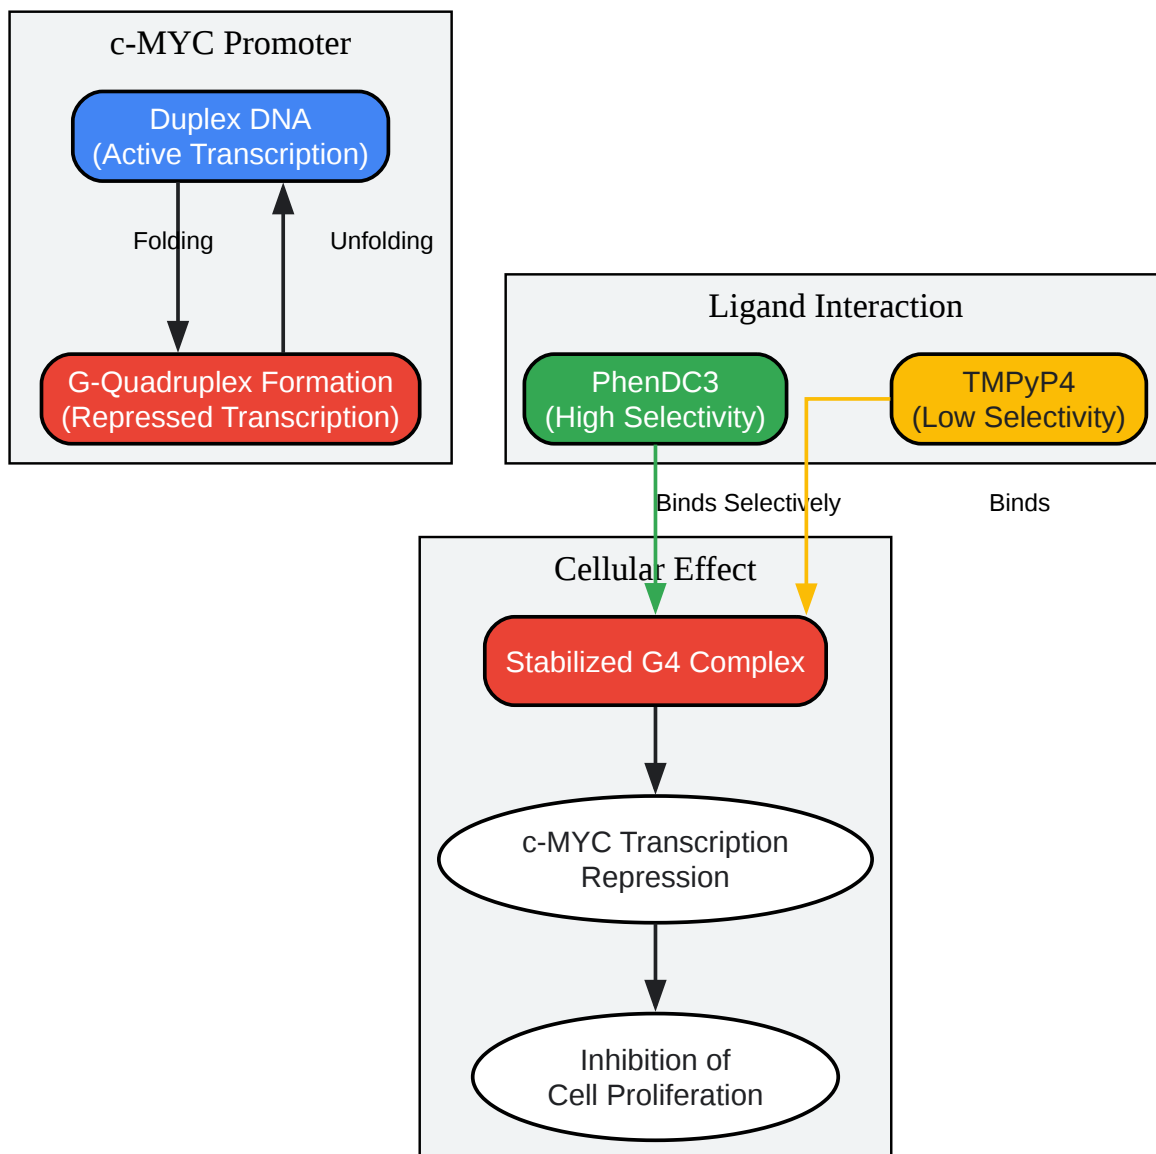 c-MYC Promoter
Duplex DNA
(Active Transcription)
Folding
Unfolding
G-Quadruplex Formation
(Repressed Transcription)
Ligand Interaction
PhenDC3
(High Selectivity)
TMPyP4
(Low Selectivity)
Binds Selectively
Binds
Cellular Effect
Stabilized G4 Complex
c-MYC Transcription
Repression
Inhibition of
Cell Proliferation